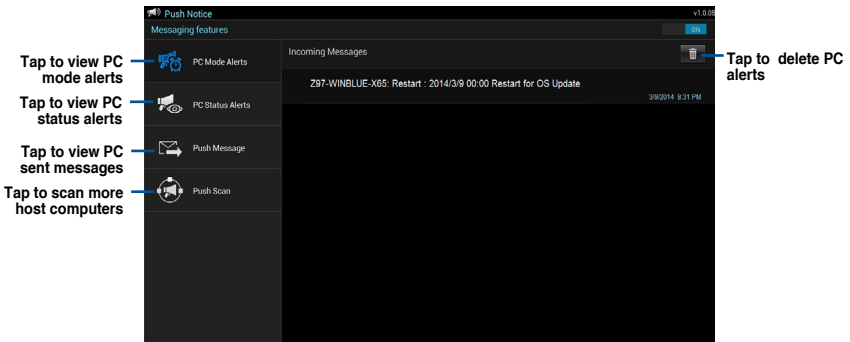 Push Notice
v1.0.05
Messaging features
ON
Tap to view PC
mode alerts
PC Mode Alerts
Incoming Messages
Tap to delete PC
alerts
Z97-WINBLUE-X65: Restart : 2014/3/9 00:00 Restart for OS Update
3/9/2014 8:31 PM
Tap to view PC
status alerts
PC Status Alerts
Tap to view PC
sent messages
Push Message
Tap to scan more
host computers
Push Scan